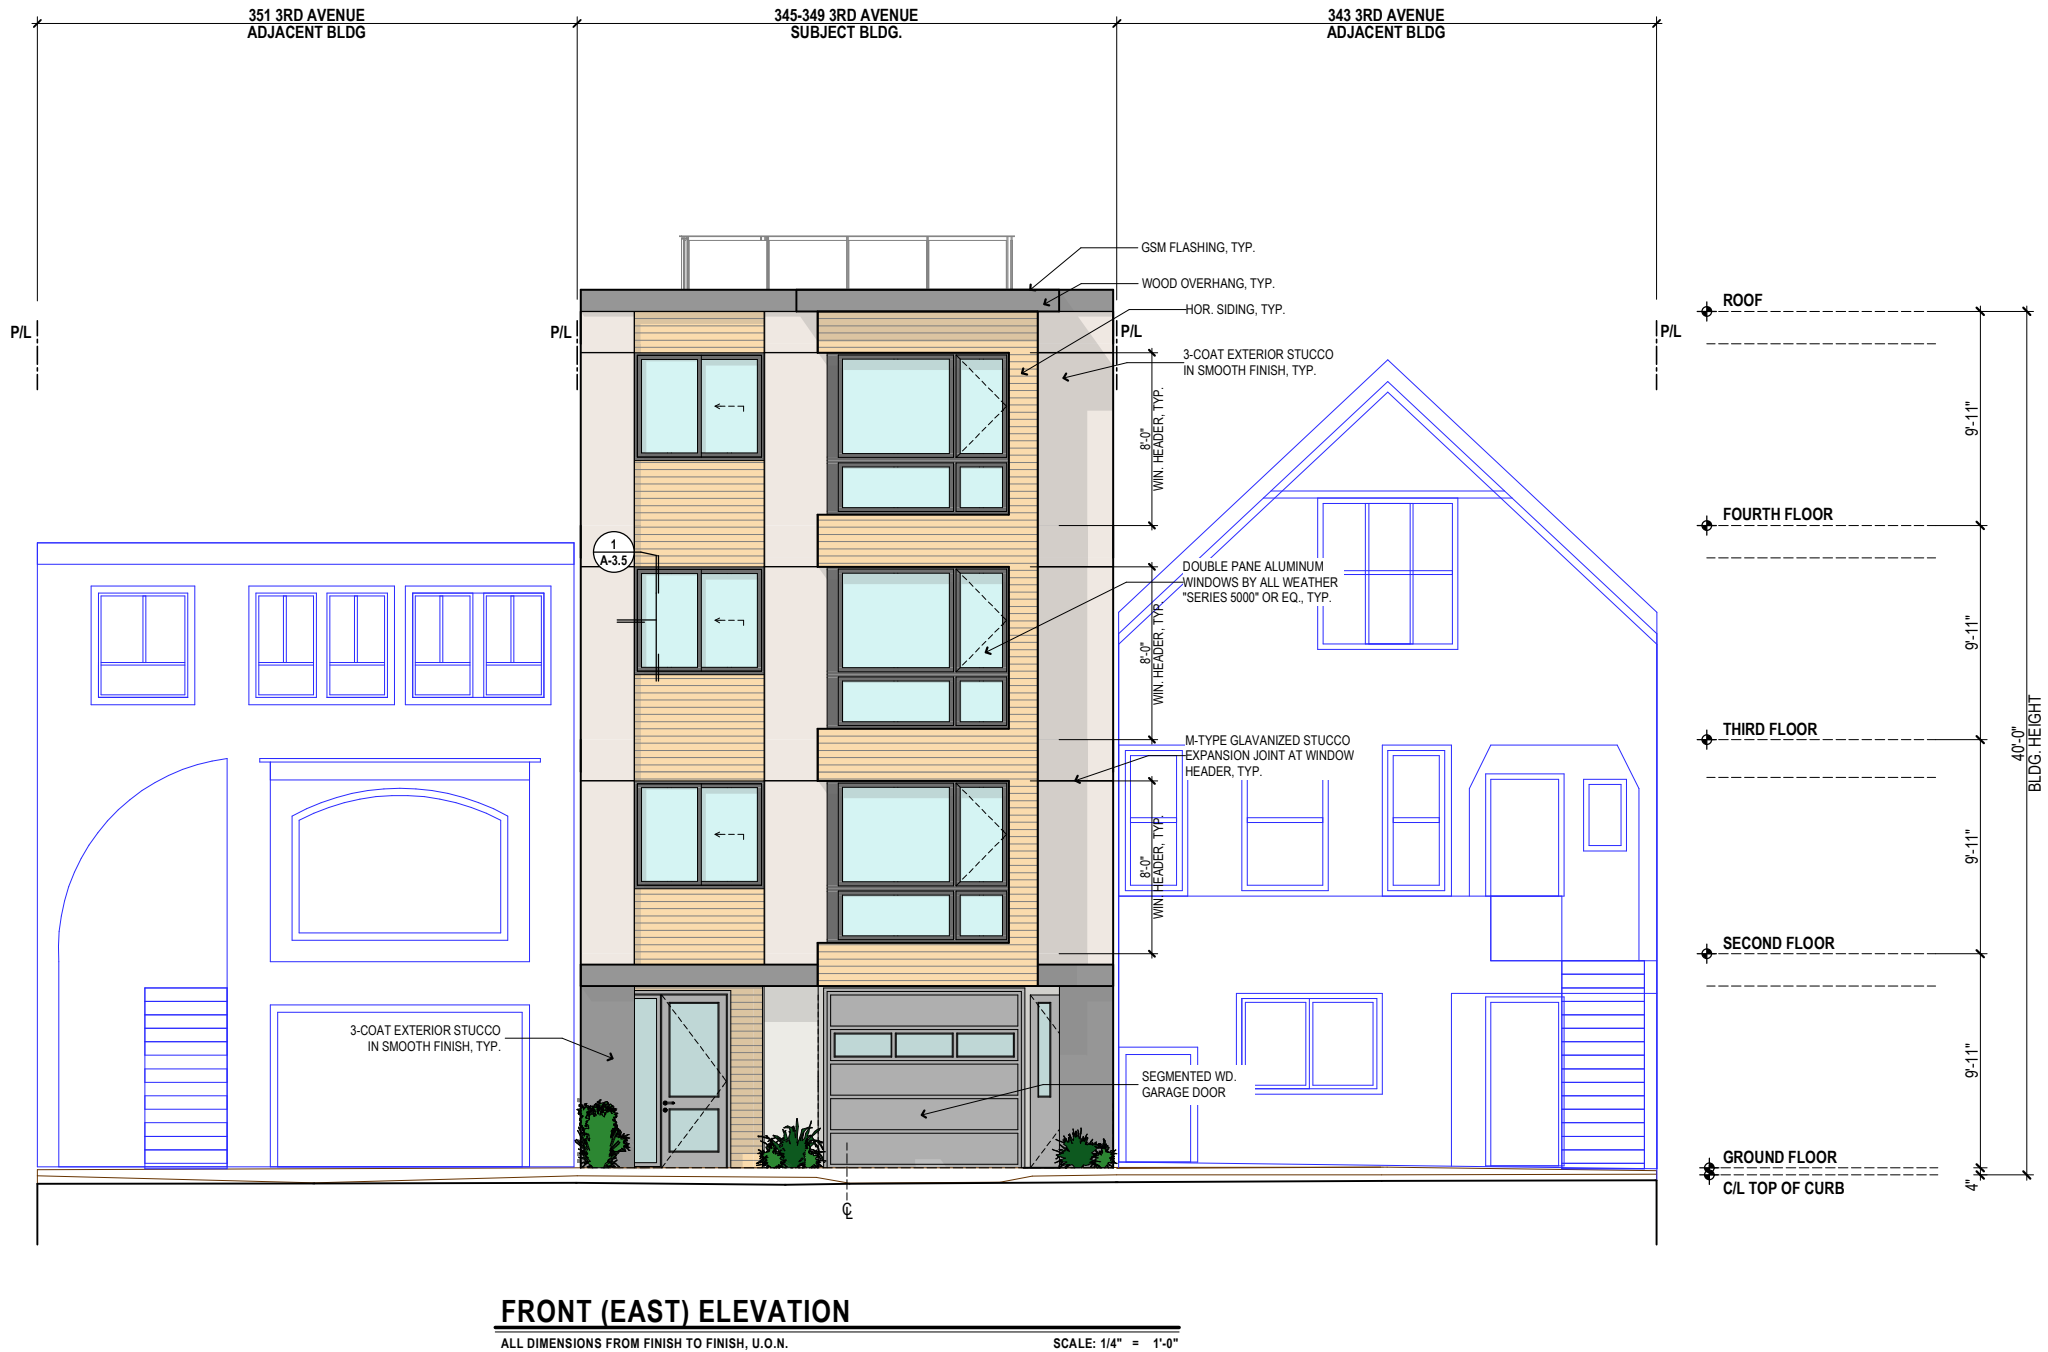 351 3RD AVENUE
ADJACENT BLDG
345-349 3RD AVENUE
SUBJECT BLDG.
343 3RD AVENUE
ADJACENT BLDG
P/L
P/L
P/L
P/L
GSM FLASHING, TYP.
WOOD OVERHANG, TYP.
HOR. SIDING, TYP.
3-COAT EXTERIOR STUCCO
IN SMOOTH FINISH, TYP.
8'-0"
WIN. HEADER, TYP.
1
A-3.5
DOUBLE PANE ALUMINUM
WINDOWS BY ALL WEATHER
"SERIES 5000" OR EQ., TYP.
8'-0"
WIN. HEADER, TYP.
M-TYPE GLAVANIZED STUCCO
EXPANSION JOINT AT WINDOW
HEADER, TYP.
8'-0"
WIN. HEADER, TYP.
3-COAT EXTERIOR STUCCO
IN SMOOTH FINISH, TYP.
SEGMENTED WD.
GARAGE DOOR
ROOF
9'-11"
FOURTH FLOOR
9'-11"
THIRD FLOOR
40'-0"
BLDG. HEIGHT
9'-11"
SECOND FLOOR
9'-11"
GROUND FLOOR
C/L TOP OF CURB
4"
℄
FRONT (EAST) ELEVATION
ALL DIMENSIONS FROM FINISH TO FINISH, U.O.N.
SCALE: 1/4" = 1'-0"